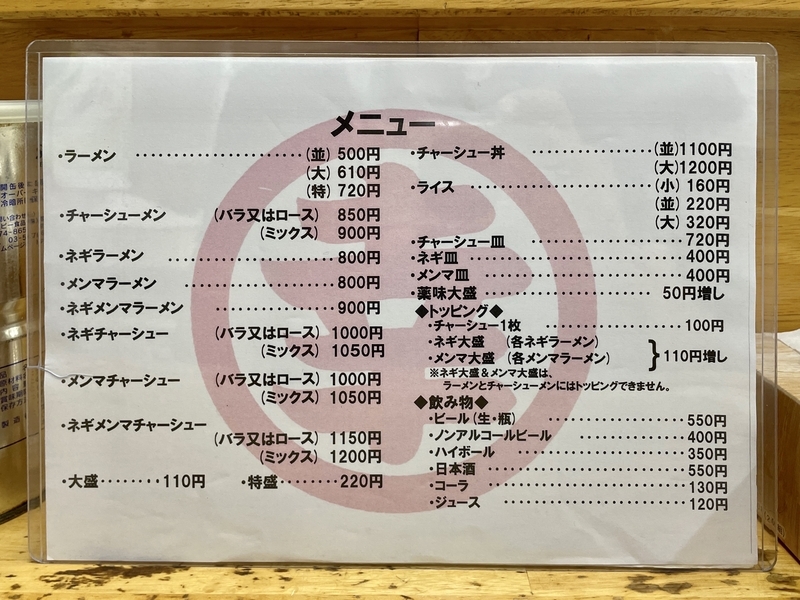 メニュー
・ラーメン ・・・・・・・・・・・・・・・・・(並) 500円
(大) 610円
(特) 720円
・チャーシューメン (バラ又はロース) 850円
(ミックス) 900円
・ネギラーメン ・・・・・・・・・・・・・・・・・800円
・メンマラーメン ・・・・・・・・・・・・・・・800円
・ネギメンマラーメン ・・・・・・・・・・・・・900円
・ネギチャーシュー (バラ又はロース) 1000円
(ミックス) 1050円
・メンマチャーシュー (バラ又はロース) 1000円
(ミックス) 1050円
・ネギメンマチャーシュー
(バラ又はロース) 1150円
(ミックス) 1200円
・大盛・・・・・・・・110円 ・特盛・・・・・・・220円
・チャーシュー丼 ・・・・・・・・・・・・(並)1100円
(大)1200円
・ライス ・・・・・・・・・・・・・・・・・・(小) 160円
(並) 220円
(大) 320円
・チャーシュー皿 ・・・・・・・・・・・・・・・720円
・ネギ皿 ・・・・・・・・・・・・・・・・・・・・400円
・メンマ皿 ・・・・・・・・・・・・・・・・・・400円
・薬味大盛 ・・・・・・・・・・・・・・・・50円増し
◆トッピング◆
・チャーシュー1枚 ・・・・・・・・・・・・・100円
・ネギ大盛 (各ネギラーメン)
・メンマ大盛 (各メンマラーメン) }110円増し
※ネギ大盛&メンマ大盛は、
ラーメンとチャーシューメンにはトッピングできません。
◆飲み物◆
・ビール(生・瓶) ・・・・・・・・・・・・・・550円
・ノンアルコールビール ・・・・・・・・・・・400円
・ハイボール ・・・・・・・・・・・・・・・・350円
・日本酒 ・・・・・・・・・・・・・・・・・・550円
・コーラ ・・・・・・・・・・・・・・・・・・130円
・ジュース ・・・・・・・・・・・・・・・・・120円